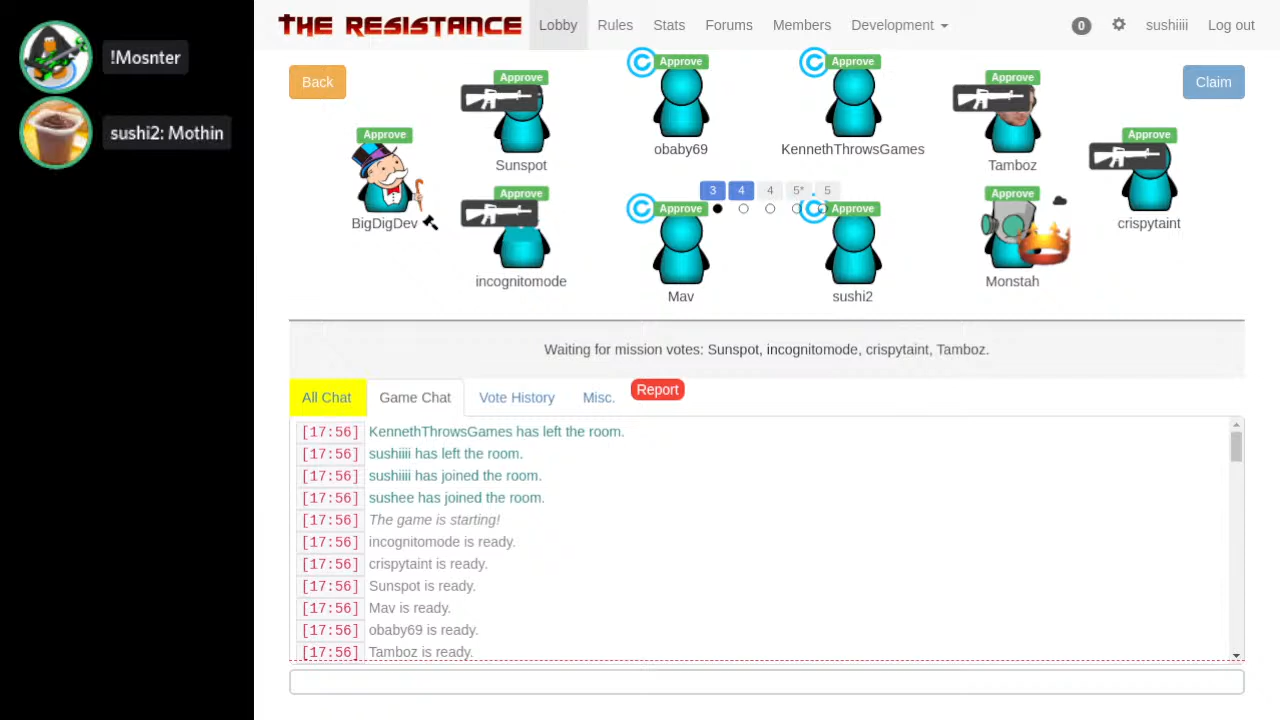 !Mosnter
sushi2: Mothin
THE RESISTANCE
Lobby
Rules
Stats
Forums
Members
Development
0
sushiiii
Log out
Back
Claim
Approve
Sunspot
Approve
obaby69
Approve
KennethThrowsGames
Approve
Tamboz
Approve
BigDigDev
Approve
crispytaint
3 4 4 5* 5
Approve
incognitomode
Approve
Mav
Approve
sushi2
Approve
Monstah
Waiting for mission votes: Sunspot, incognitomode, crispytaint, Tamboz.
All Chat
Game Chat
Vote History
Misc.
Report
[17:56] KennethThrowsGames has left the room.
[17:56] sushiiii has left the room.
[17:56] sushiiii has joined the room.
[17:56] sushee has joined the room.
[17:56] The game is starting!
[17:56] incognitomode is ready.
[17:56] crispytaint is ready.
[17:56] Sunspot is ready.
[17:56] Mav is ready.
[17:56] obaby69 is ready.
[17:56] Tamboz is ready.